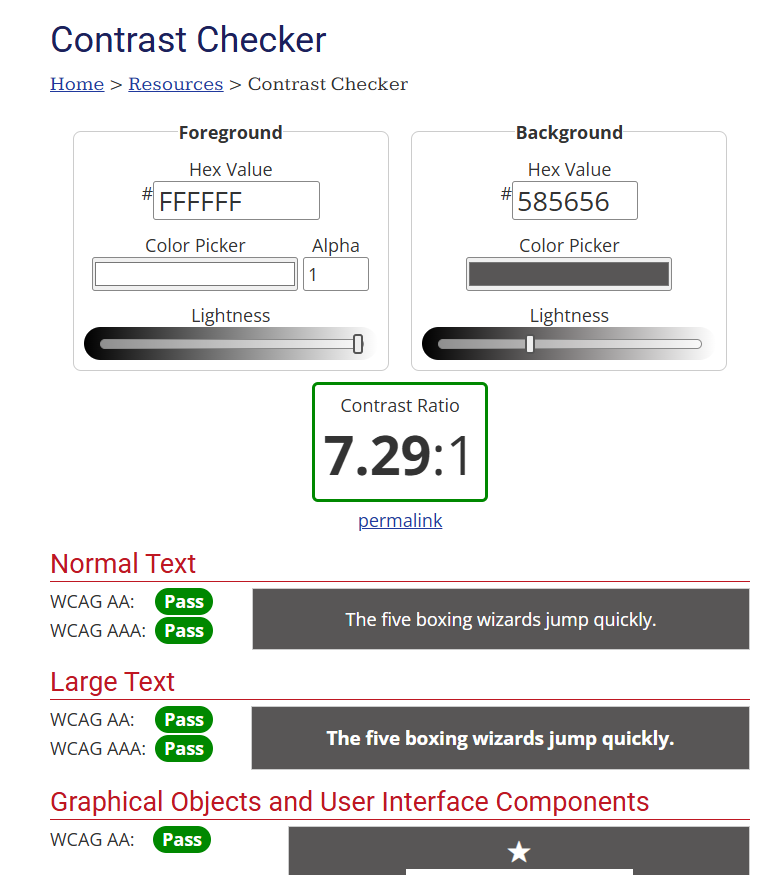 Contrast Checker
Home > Resources > Contrast Checker
Foreground
Hex Value
#FFFFFF
Color Picker
Alpha
1
Lightness
Background
Hex Value
#585656
Color Picker
Lightness
Contrast Ratio
7.29:1
permalink
Normal Text
WCAG AA: Pass
WCAG AAA: Pass
The five boxing wizards jump quickly.
Large Text
WCAG AA: Pass
WCAG AAA: Pass
The five boxing wizards jump quickly.
Graphical Objects and User Interface Components
WCAG AA: Pass